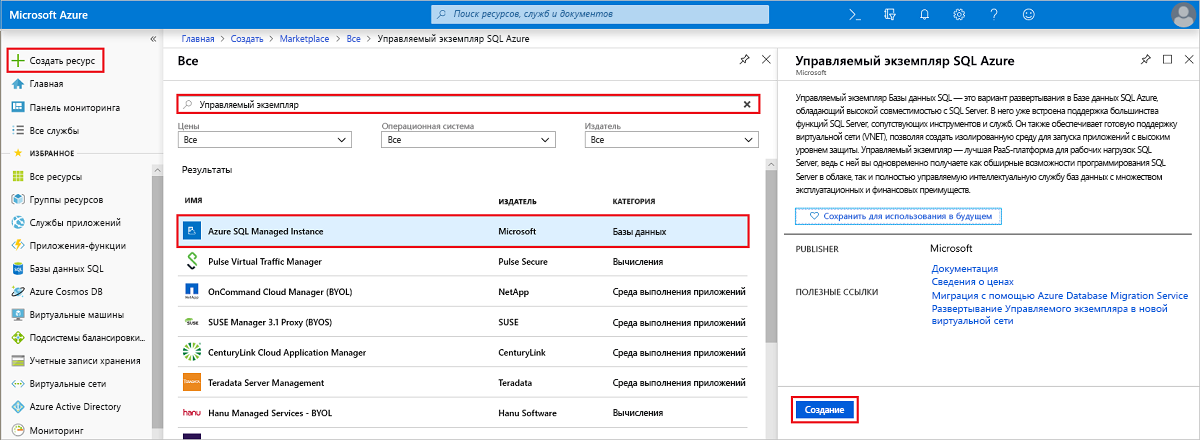 Microsoft Azure
Поиск ресурсов, служб и документов
Создать ресурс
Главная
Панель мониторинга
Все службы
ИЗБРАННОЕ
Все ресурсы
Группы ресурсов
Службы приложений
Приложения-функции
Базы данных SQL
Azure Cosmos DB
Виртуальные машины
Подсистемы балансировки...
Учетные записи хранения
Виртуальные сети
Azure Active Directory
Мониторинг
Главная > Создать > Marketplace > Все > Управляемый экземпляр SQL Azure
Все
Управляемый экземпляр
Цены
Все
Операционная система
Все
Издатель
Все
Результаты
ИМЯ ИЗДАТЕЛЬ КАТЕГОРИЯ
Azure SQL Managed Instance Microsoft Базы данных
Pulse Virtual Traffic Manager Pulse Secure Вычисления
OnCommand Cloud Manager (BYOL) NetApp Среда выполнения приложений
SUSE Manager 3.1 Proxy (BYOS) SUSE Среда выполнения приложений
CenturyLink Cloud Application Manager CenturyLink Среда выполнения приложений
Teradata Server Management Teradata Среда выполнения приложений
hanu Hanu Managed Services - BYOL Hanu Software Вычисления
Управляемый экземпляр SQL Azure
Microsoft
Управляемый экземпляр Базы данных SQL — это вариант развертывания в Базе данных SQL Azure,
обладающий высокой совместимостью с SQL Server. В него уже встроена поддержка большинства
функций SQL Server, сопутствующих инструментов и служб. Он также обеспечивает готовую поддержку
виртуальной сети (VNET), позволяя создать изолированную среду для запуска приложений с высоким
уровнем защиты. Управляемый экземпляр — лучшая PaaS-платформа для рабочих нагрузок SQL
Server, ведь с ней вы одновременно получаете как обширные возможности программирования SQL
Server в облаке, так и полностью управляемую интеллектуальную службу баз данных с множеством
эксплуатационных и финансовых преимуществ.
Сохранить для использования в будущем
PUBLISHER Microsoft
ПОЛЕЗНЫЕ ССЫЛКИ
Документация
Сведения о ценах
Миграция с помощью Azure Database Migration Service
Развертывание Управляемого экземпляра в новой
виртуальной сети
Создание